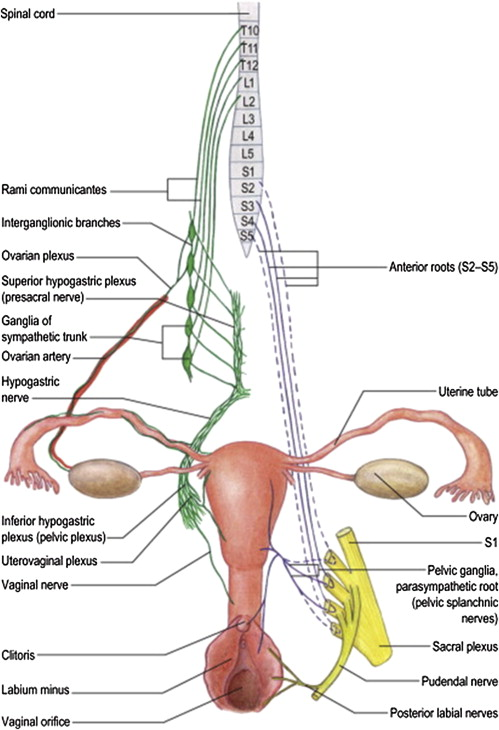 Spinal cord
T10
T11
T12
L1
L2
L3
L4
L5
S1
S2
S3
S4
S5
Rami communicantes
Interganglionic branches
Ovarian plexus
Superior hypogastric plexus
(presacral nerve)
Ganglia of
sympathetic trunk
Ovarian artery
Hypogastric
nerve
Inferior hypogastric
plexus (pelvic plexus)
Uterovaginal plexus
Vaginal nerve
Clitoris
Labium minus
Vaginal orifice
Anterior roots (S2–S5)
Uterine tube
Ovary
S1
Pelvic ganglia,
parasympathetic root
(pelvic splanchnic
nerves)
Sacral plexus
Pudendal nerve
Posterior labial nerves